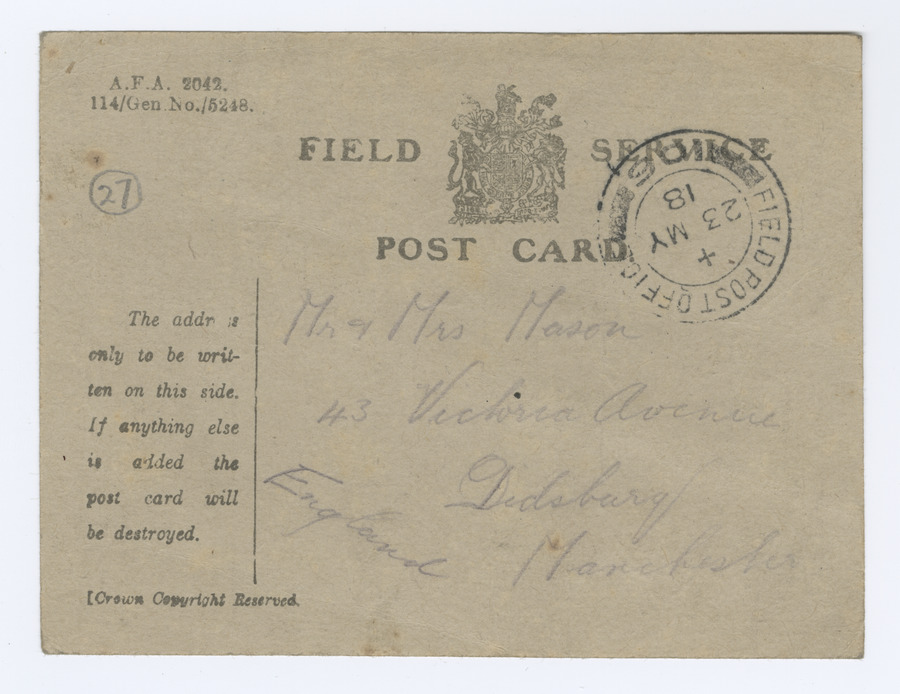 A.F.A. 2042.
114/Gen.No./5248.
FIELD SERVICE
POST CARD
FIELD POST OFFICE
+
23 MY
18
27
The addr s
only to be writ-
ten on this side.
If anything else
is added the
post card will
be destroyed.
[Crown Copyright Reserved.
Mr & Mrs Mason
43 Victoria Avenue
Didsbury
Manchester
England